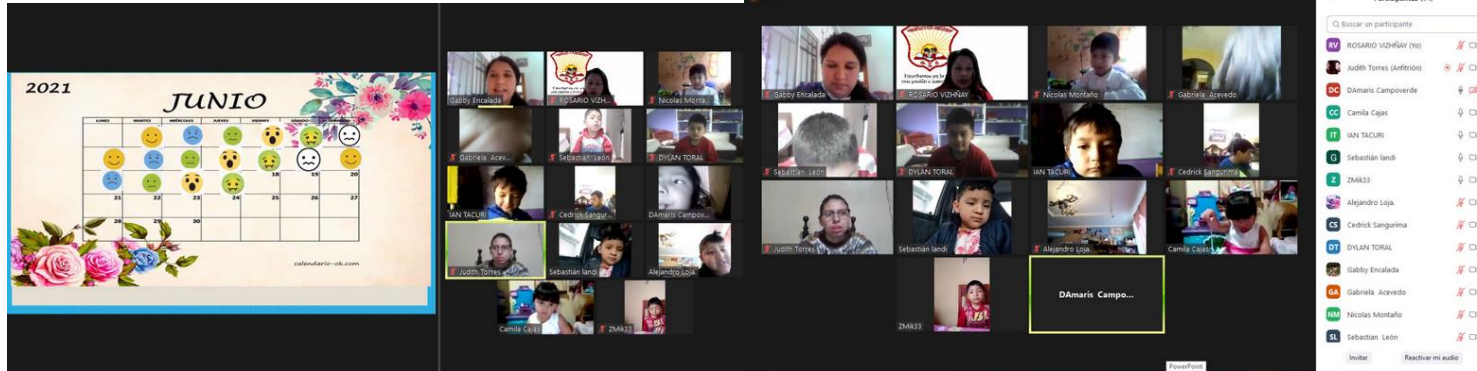 2021
JUNIO
LUNES MARTES MIÉRCOLES JUEVES VIERNES SÁBADO
18 19 20
21 22 23 24 25 26 27
28 29 30
calendario-ok.com
Gabby Encalada
ROSARIO VIZH...
Nicolas Monta...
Gabriela Acev...
Sebastian León
DYLAN TORAL
IAN TACURI
Cedrick Sangur...
DAmaris Campov...
Judith Torres
Sebastián landi
Alejandro Loja.
Camila Cajas
ZMik33
Gabby Encalada
ROSARIO VIZHÑAY
Nicolas Montaño
Gabriela Acevedo
Sebastian León
DYLAN TORAL
IAN TACURI
Cedrick Sangurima
Judith Torres
Sebastián landi
Alejandro Loja.
Camila Cajas
ZMik33
DAmaris Campo...
PowerPoint
Buscar un participante
RV ROSARIO VIZHÑAY (Yo)
Judith Torres (Anfitrión)
DC DAmaris Campoverde
CC Camila Cajas
IT IAN TACURI
G Sebastián landi
Z ZMik33
Alejandro Loja.
CS Cedrick Sangurima
DT DYLAN TORAL
Gabby Encalada
GA Gabriela Acevedo
NM Nicolas Montaño
SL Sebastian León
Invitar Reactivar mi audio